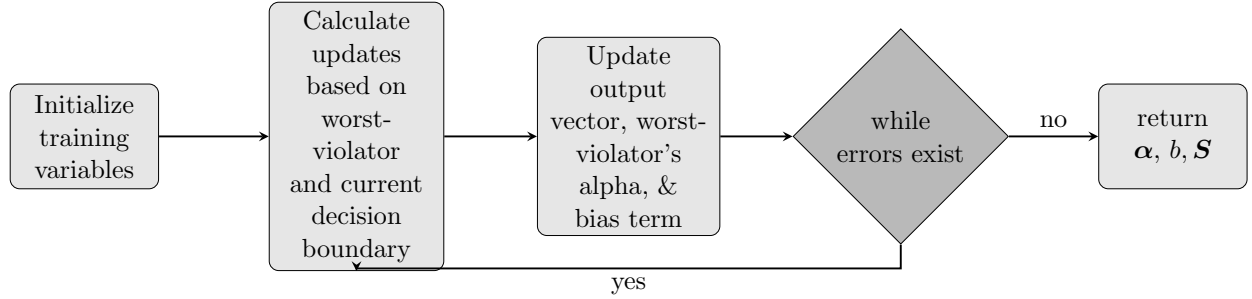 Initialize
training
variables
Calculate
updates
based on
worst-
violator
and current
decision
boundary
Update
output
vector, worst-
violator's
alpha, &
bias term
while
errors exist
no
return
α, b, S
yes